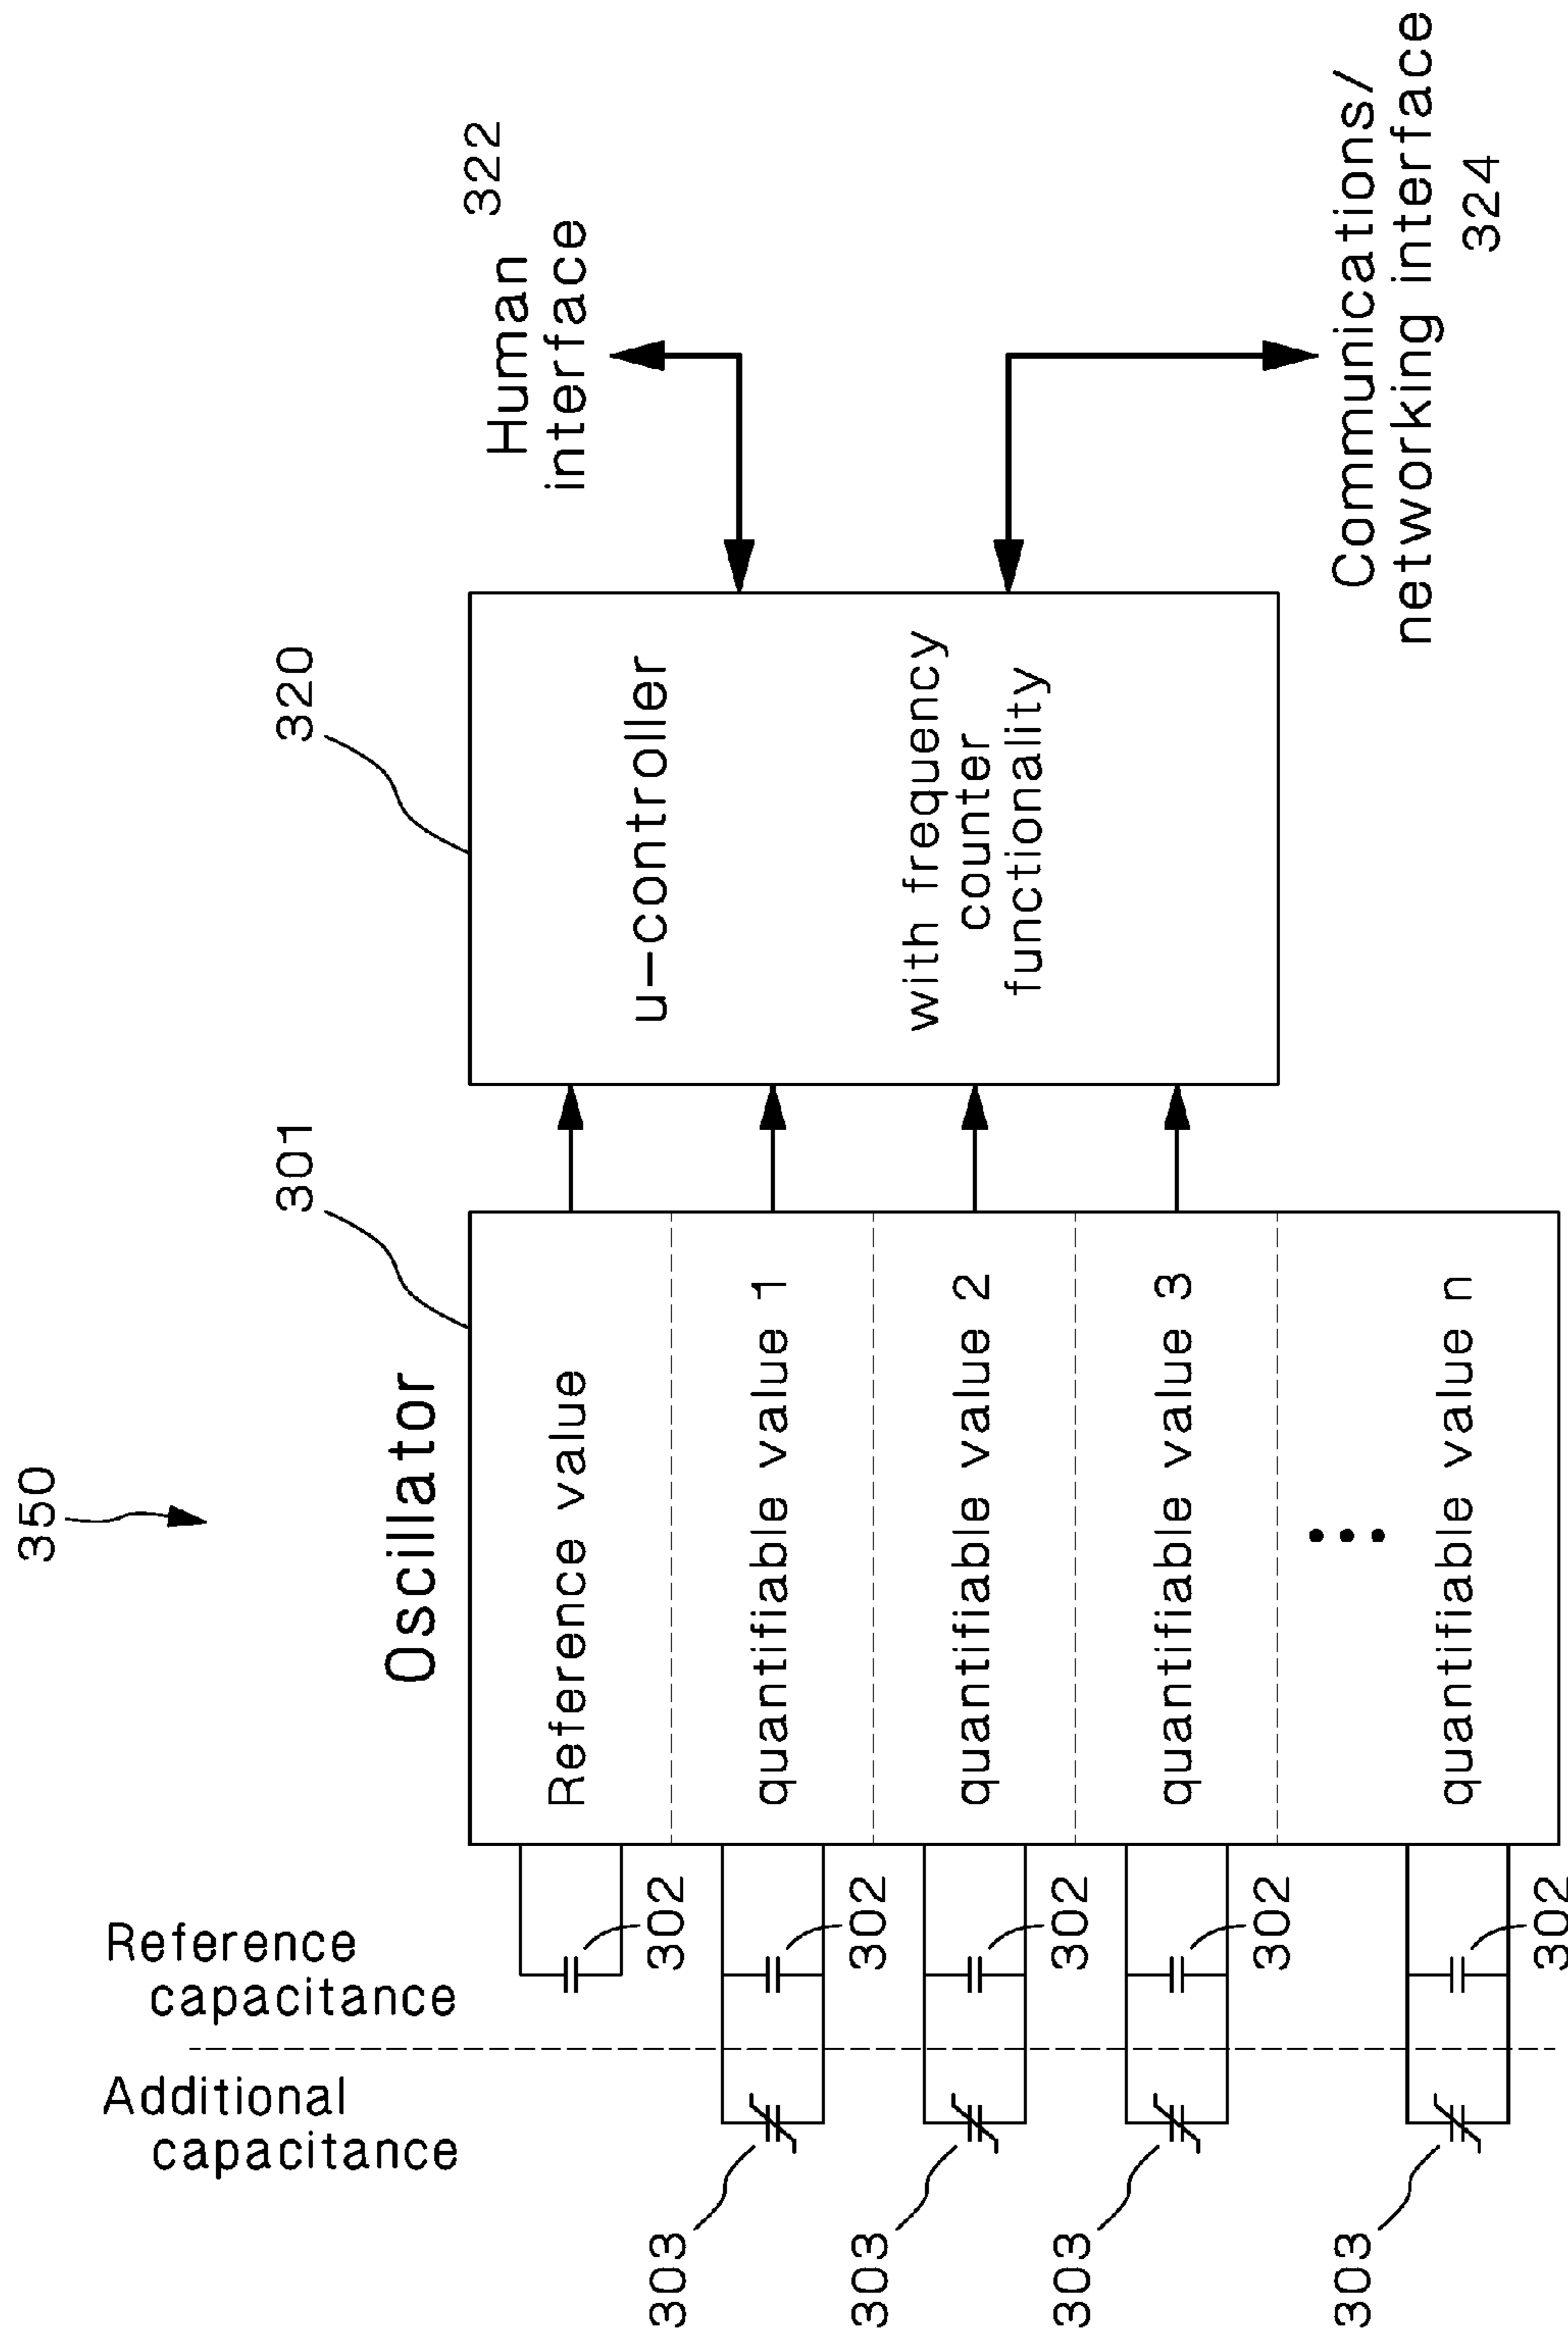 350
Reference
capacitance
Additional
capacitance
Oscillator
301
320
Reference value
quantifiable value 1
quantifiable value 2
quantifiable value 3
quantifiable value n
302
302
302
302
302
303
303
303
303
u-controller
with frequency
counter
functionality
Human
interface
322
Communications/
networking interface
324